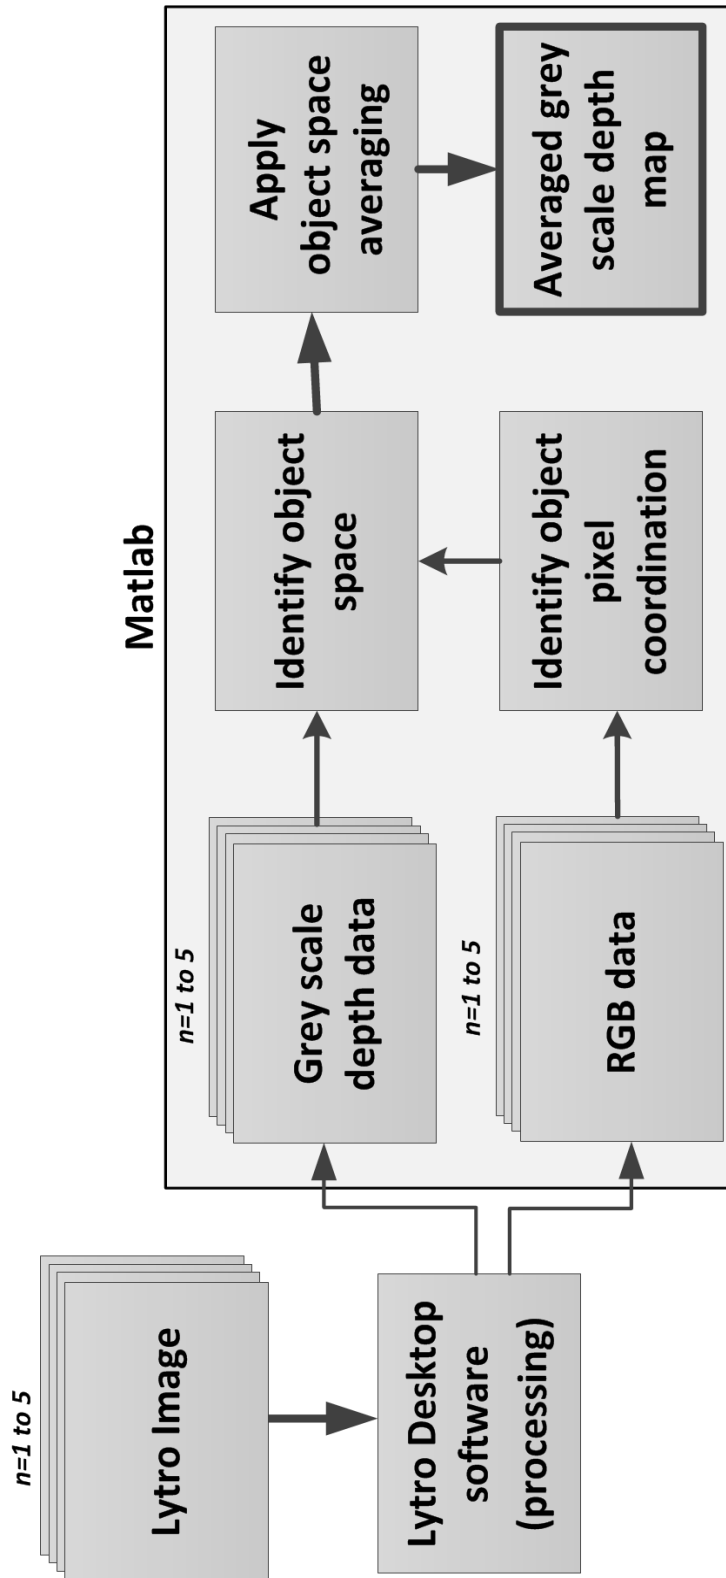 n=1 to 5
Lytro Image
Lytro Desktop
software
(processing)
Matlab
n=1 to 5
Grey scale
depth data
n=1 to 5
RGB data
Identify object
space
Identify object
pixel
coordination
Apply
object space
averaging
Averaged grey
scale depth
map